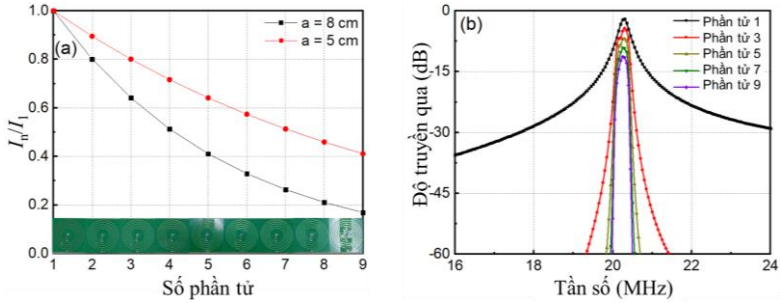 (a)
a = 8 cm
a = 5 cm
1.0
0.8
0.6
0.4
0.2
0.0
Iₙ/I₁
1 2 3 4 5 6 7 8 9
Số phần tử
(b)
Phần tử 1
Phần tử 3
Phần tử 5
Phần tử 7
Phần tử 9
0
-15
-30
-45
-60
Độ truyền qua (dB)
16 18 20 22 24
Tần số (MHz)